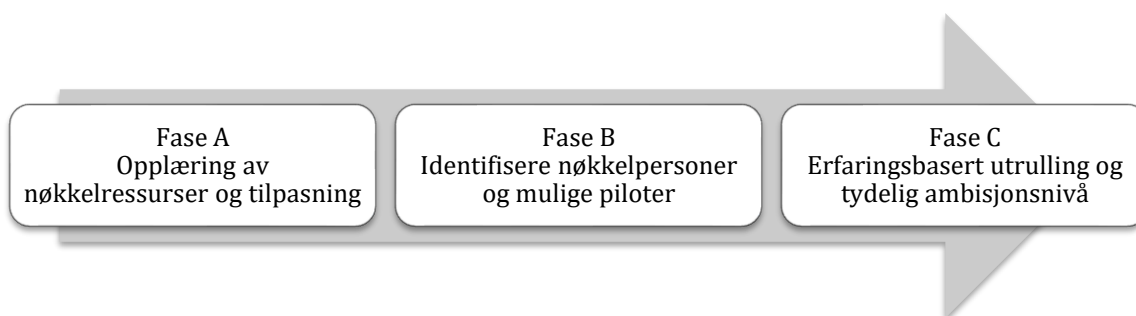 Fase A
Opplæring av
nøkkelressurser og tilpasning
Fase B
Identifisere nøkkelpersoner
og mulige piloter
Fase C
Erfaringsbasert utrulling og
tydelig ambisjonsnivå